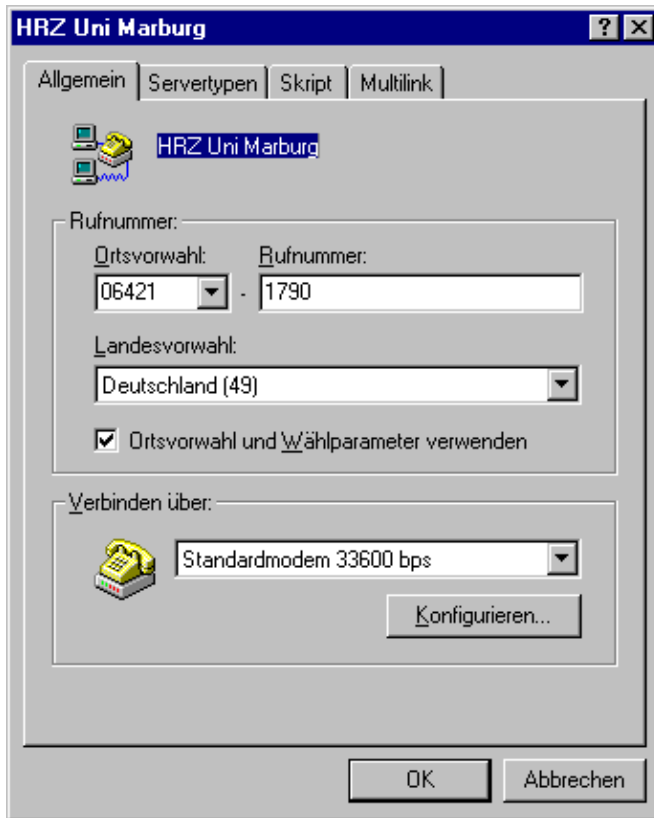 HRZ Uni Marburg
Allgemein Servertypen Skript Multilink
HRZ Uni Marburg
Rufnummer:
Ortsvorwahl: Rufnummer:
06421 - 1790
Landesvorwahl:
Deutschland (49)
Ortsvorwahl und Wählparameter verwenden
Verbinden über:
Standardmodem 33600 bps
Konfigurieren...
OK Abbrechen